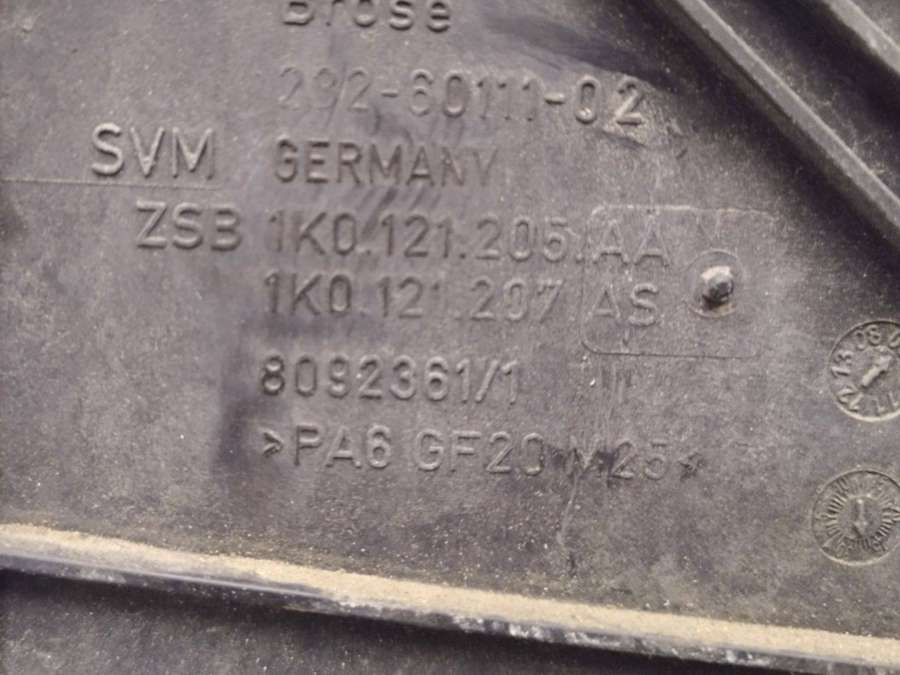 Brose
292-60111-02
SVM GERMANY
ZSB 1K0.121.205.AA
1K0.121.207 AS
8092361/1
>PA6 GF20 M25<